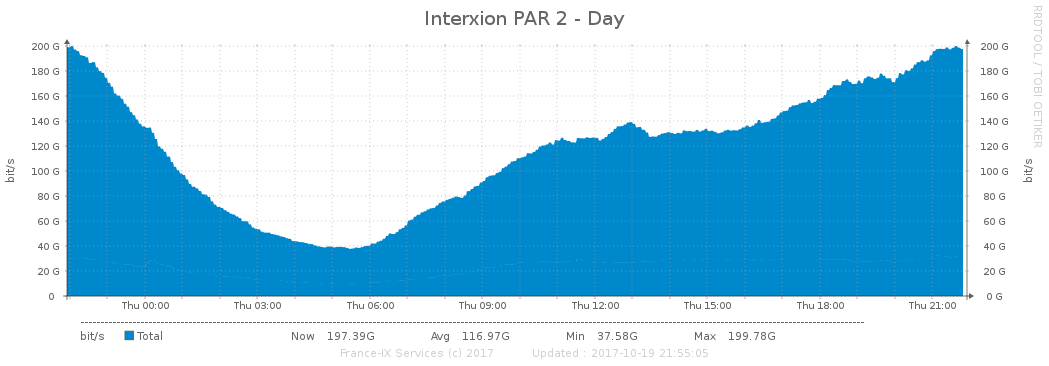 Interxion PAR 2 - Day
RRDTOOL / TOBI OETIKER
bit/s
200 G
180 G
160 G
140 G
120 G
100 G
80 G
60 G
40 G
20 G
0
200 G
180 G
160 G
140 G
120 G
100 G
80 G
60 G
40 G
20 G
0 G
bit/s
Thu 00:00 Thu 03:00 Thu 06:00 Thu 09:00 Thu 12:00 Thu 15:00 Thu 18:00 Thu 21:00
bit/s Total Now 197.39G Avg 116.97G Min 37.58G Max 199.78G
France-IX Services (c) 2017 Updated : 2017-10-19 21:55:05